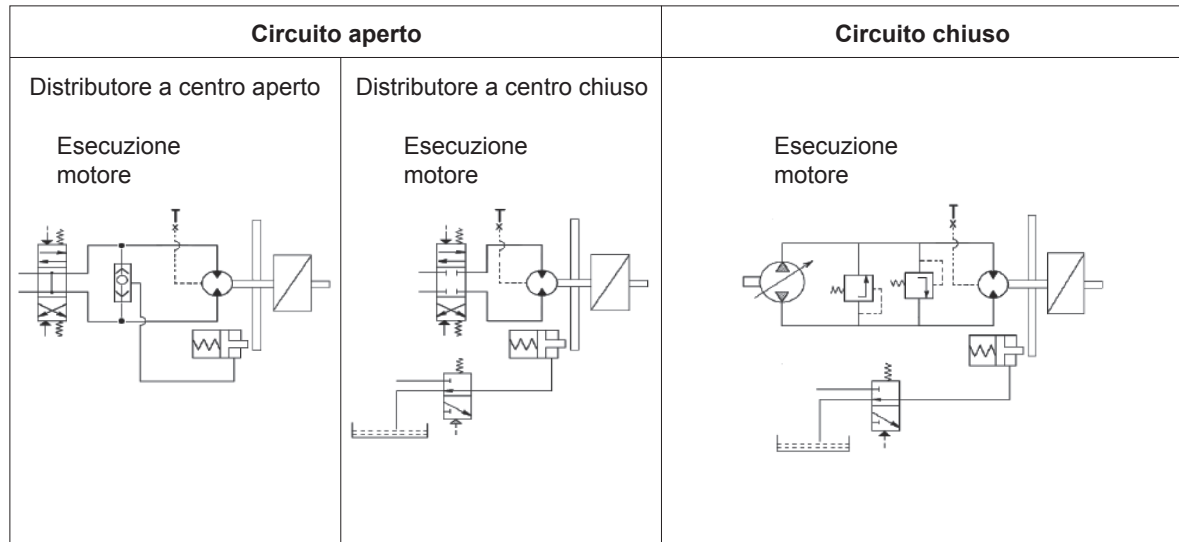 Circuito aperto
Circuito chiuso
Distributore a centro aperto
Distributore a centro chiuso
Esecuzione
motore
Esecuzione
motore
Esecuzione
motore
T
T
T